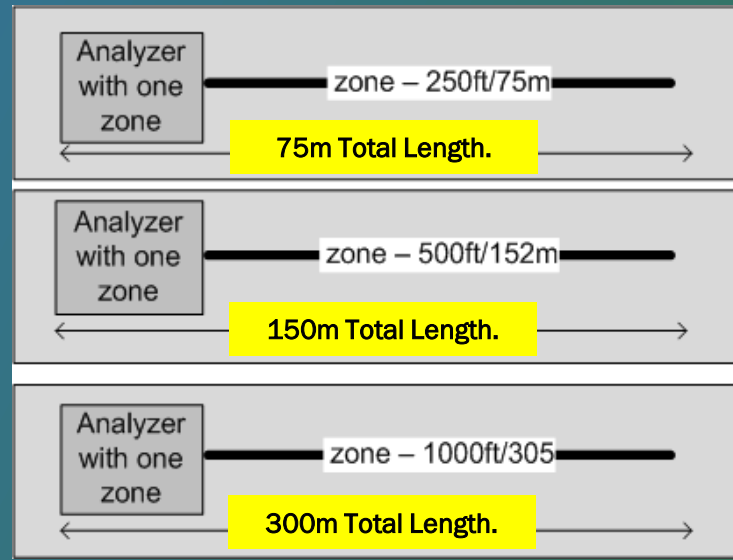 Analyzer
with one
zone
zone – 250ft/75m
75m Total Length.
Analyzer
with one
zone
zone – 500ft/152m
150m Total Length.
Analyzer
with one
zone
zone – 1000ft/305
300m Total Length.